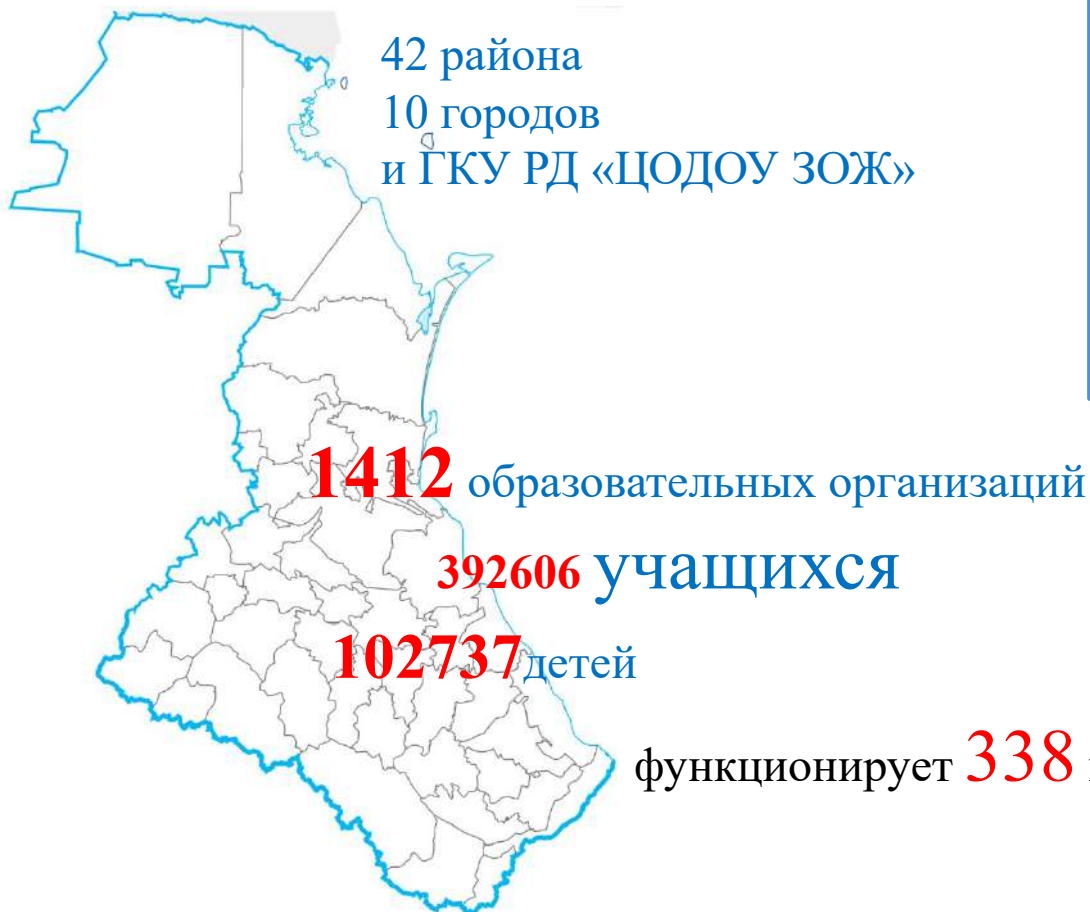 42 района
10 городов
и ГКУ РД «ЦОДОУ ЗОЖ»
1412 образовательных организаций
392606 учащихся
102737детей
функционирует 338